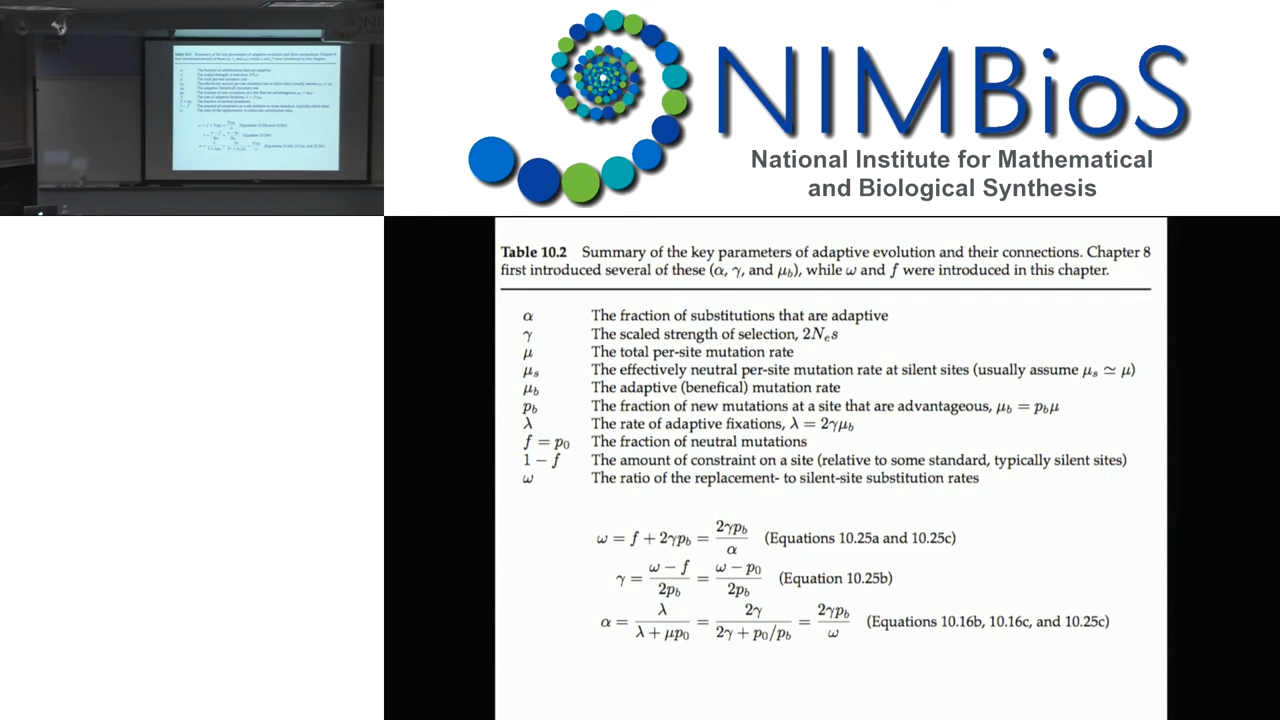 NIMBioS
National Institute for Mathematical
and Biological Synthesis
Table 10.2 Summary of the key parameters of adaptive evolution and their connections. Chapter 8
first introduced several of these (α, γ, and μb), while ω and f were introduced in this chapter.
α The fraction of substitutions that are adaptive
γ The scaled strength of selection, 2Nes
μ The total per-site mutation rate
μs The effectively neutral per-site mutation rate at silent sites (usually assume μs ≃ μ)
μb The adaptive (benefical) mutation rate
pb The fraction of new mutations at a site that are advantageous, μb = pbμ
λ The rate of adaptive fixations, λ = 2γμb
f = p0 The fraction of neutral mutations
1 − f The amount of constraint on a site (relative to some standard, typically silent sites)
ω The ratio of the replacement- to silent-site substitution rates
ω = f + 2γpb = 2γpb / α (Equations 10.25a and 10.25c)
γ = ω − f / 2pb = ω − p0 / 2pb (Equation 10.25b)
α = λ / λ + μp0 = 2γ / 2γ + p0/pb = 2γpb / ω (Equations 10.16b, 10.16c, and 10.25c)